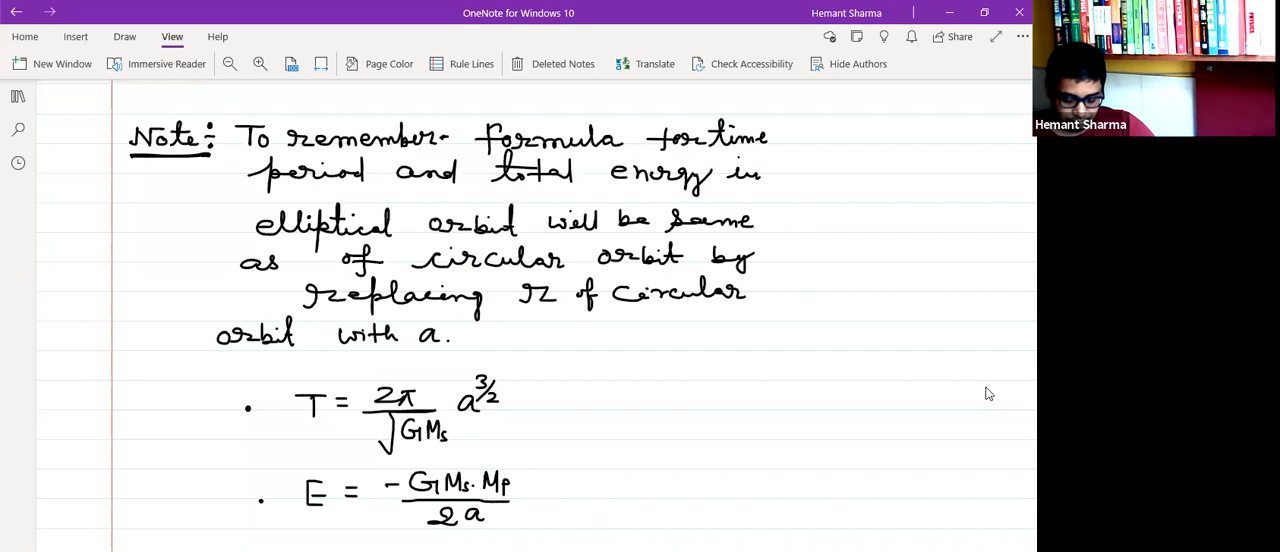 OneNote for Windows 10
Hemant Sharma
Home Insert Draw View Help
Share
New Window Immersive Reader Page Color Rule Lines Deleted Notes Translate Check Accessibility Hide Authors
Hemant Sharma
Note:- To remember- formula for time
period and total energy in
elliptical orbit will be same
as of circular orbit by
replacing r of circular
orbit with a.
. T = 2π/√GMs a^3/2
. E = -GMs.Mp/2a